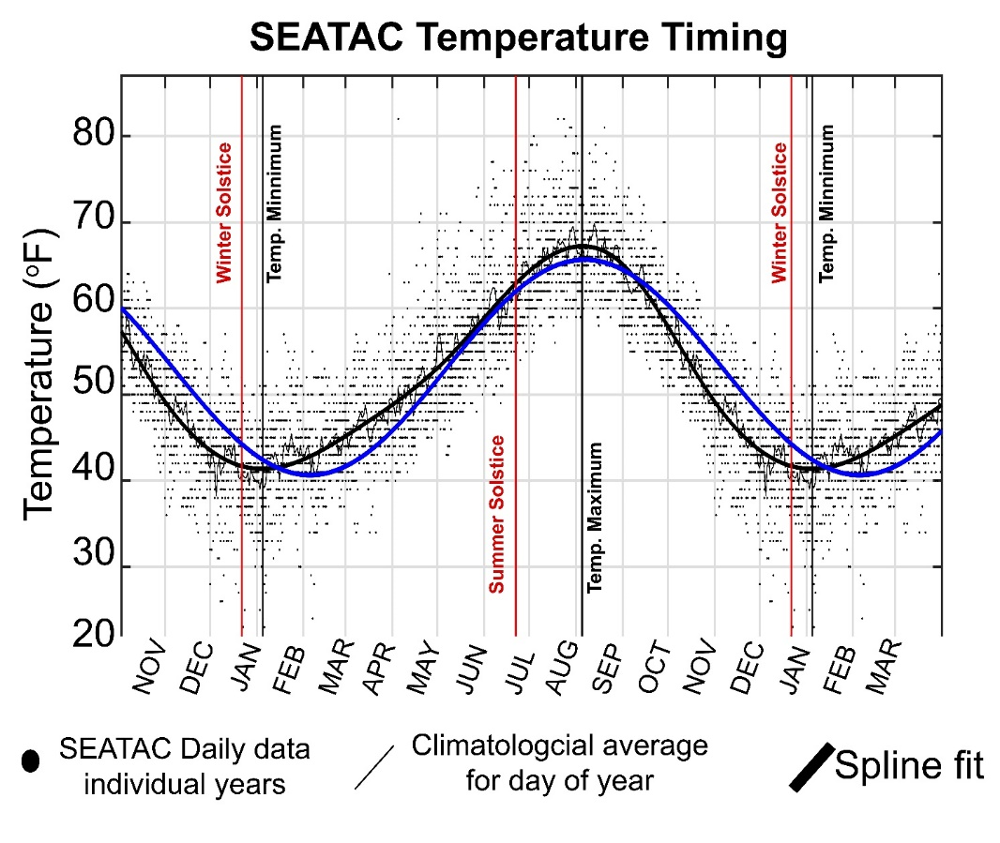 SEATAC Temperature Timing
Temperature (°F)
80
70
60
50
40
30
20
Winter Solstice
Temp. Minnimum
Summer Solstice
Temp. Maximum
Winter Solstice
Temp. Minnimum
NOV DEC JAN FEB MAR APR MAY JUN JUL AUG SEP OCT NOV DEC JAN FEB MAR
SEATAC Daily data
individual years
Climatologcial average
for day of year
Spline fit